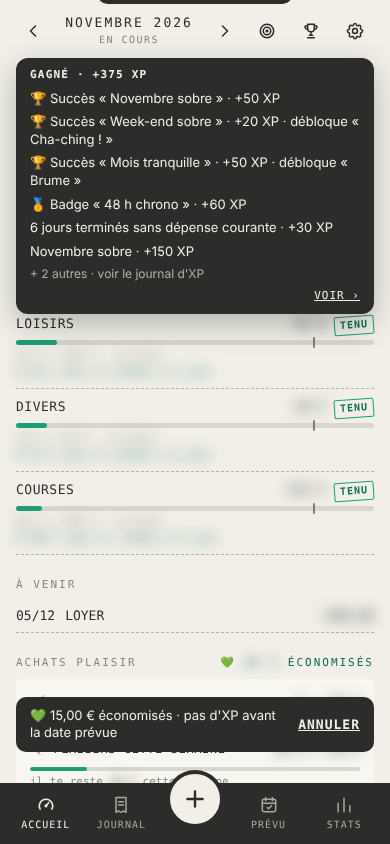 NOVEMBRE 2026
EN COURS
GAGNÉ · +375 XP
🏆 Succès « Novembre sobre » · +50 XP
🏆 Succès « Week-end sobre » · +20 XP · débloque «
Cha-ching ! »
🏆 Succès « Mois tranquille » · +50 XP · débloque «
Brume »
🏅 Badge « 48 h chrono » · +60 XP
6 jours terminés sans dépense courante · +30 XP
Novembre sobre · +150 XP
+ 2 autres · voir le journal d'XP
VOIR ›
LOISIRS TENU
DIVERS TENU
COURSES TENU
À VENIR
05/12 LOYER
ACHATS PLAISIR 💚 ÉCONOMISÉS
💚 15,00 € économisés · pas d'XP avant
la date prévue
ANNULER
il te reste
ACCUEIL JOURNAL PRÉVU STATS